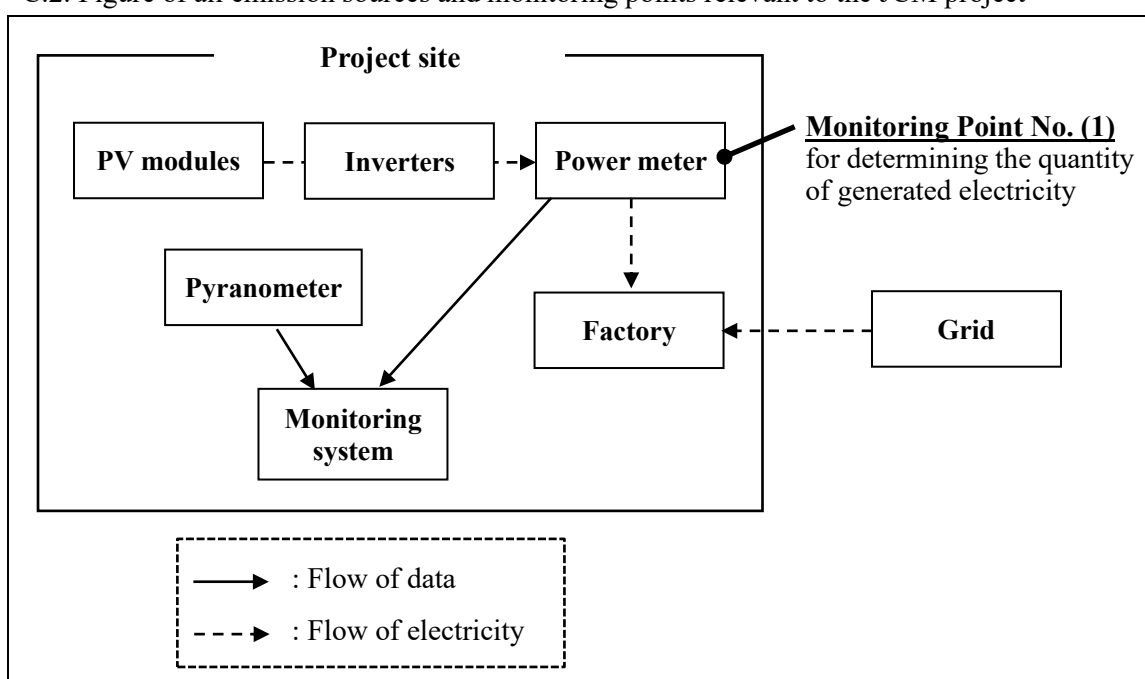 C.2. Figure of all emission sources and monitoring points relevant to the JCM project
Project site
PV modules
Inverters
Power meter
Monitoring Point No. (1)
for determining the quantity
of generated electricity
Pyranometer
Factory
Grid
Monitoring
system
: Flow of data
: Flow of electricity